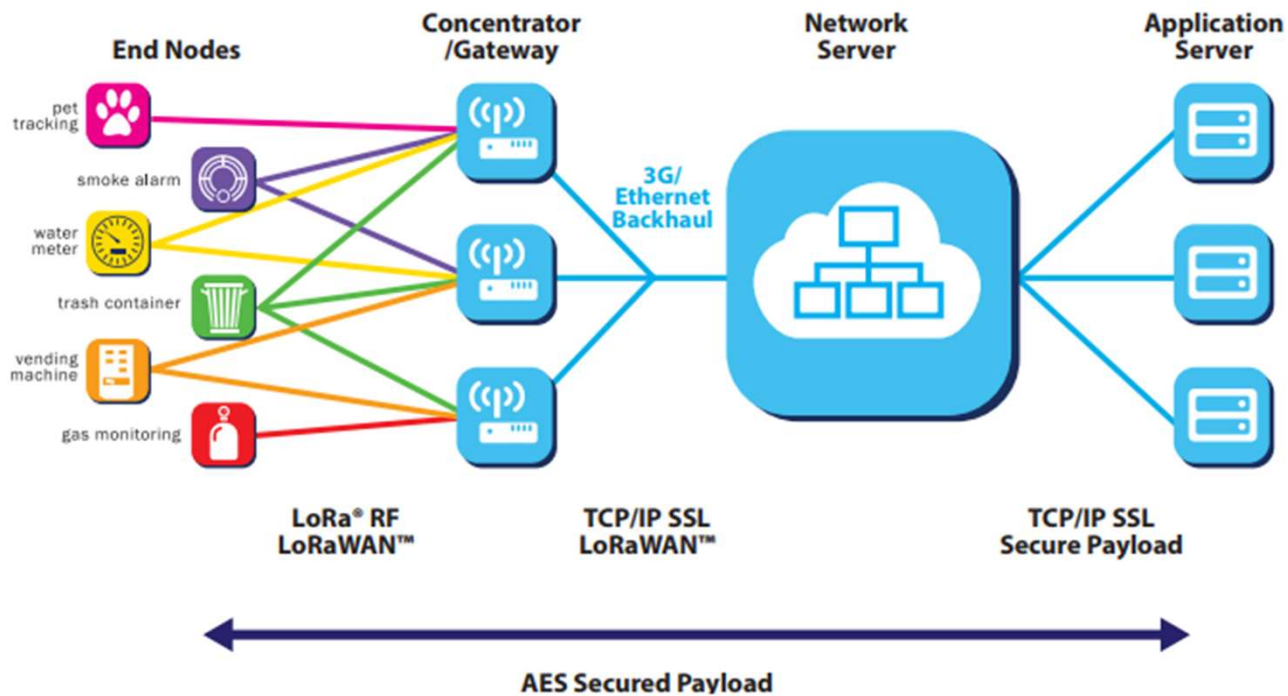 End Nodes
Concentrator
/Gateway
Network
Server
Application
Server
pet
tracking
smoke alarm
water
meter
trash container
vending
machine
gas monitoring
3G/
Ethernet
Backhaul
LoRa® RF
LoRaWAN™
TCP/IP SSL
LoRaWAN™
TCP/IP SSL
Secure Payload
AES Secured Payload